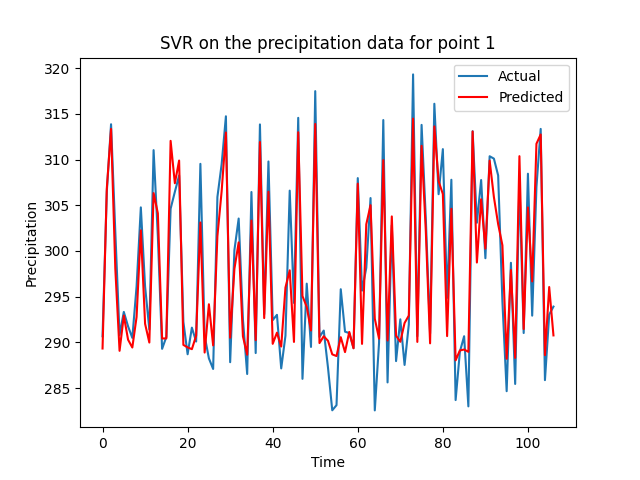 SVR on the precipitation data for point 1
Actual
Predicted
320
315
310
305
300
295
290
285
Precipitation
0
20
40
60
80
100
Time